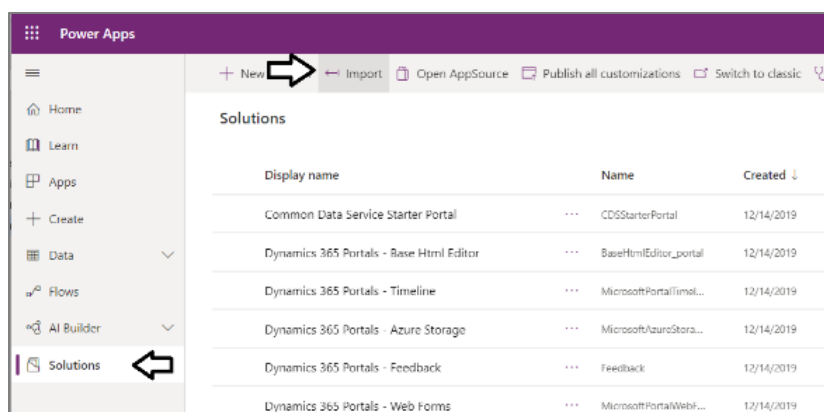 Power Apps
New Import Open AppSource Publish all customizations Switch to classic
Home
Learn
Apps
Create
Data
Flows
AI Builder
Solutions
Solutions
Display name Name Created
Common Data Service Starter Portal ... CDSStarterPortal 12/14/2019
Dynamics 365 Portals - Base Html Editor ... BaseHtmlEditor_portal 12/14/2019
Dynamics 365 Portals - Timeline ... MicrosoftPortalTimel... 12/14/2019
Dynamics 365 Portals - Azure Storage ... MicrosoftAzureStora... 12/14/2019
Dynamics 365 Portals - Feedback ... Feedback 12/14/2019
Dynamics 365 Portals - Web Forms ... MicrosoftPortalWebF... 12/14/2019